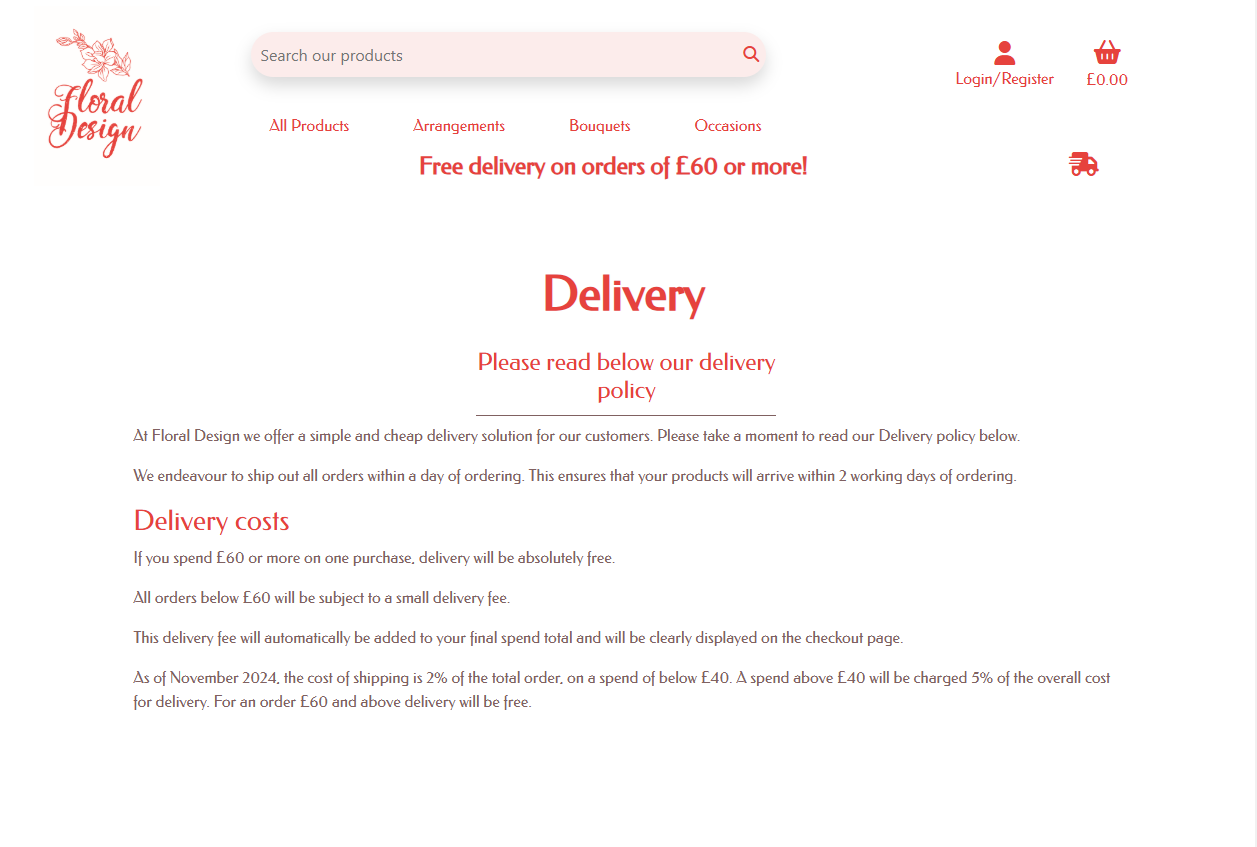 Floral
Design
Search our products
Login/Register
£0.00
All Products Arrangements Bouquets Occasions
Free delivery on orders of £60 or more!
Delivery
Please read below our delivery
policy
At Floral Design we offer a simple and cheap delivery solution for our customers. Please take a moment to read our Delivery policy below.
We endeavour to ship out all orders within a day of ordering. This ensures that your products will arrive within 2 working days of ordering.
Delivery costs
If you spend £60 or more on one purchase, delivery will be absolutely free.
All orders below £60 will be subject to a small delivery fee.
This delivery fee will automatically be added to your final spend total and will be clearly displayed on the checkout page.
As of November 2024, the cost of shipping is 2% of the total order, on a spend of below £40. A spend above £40 will be charged 5% of the overall cost
for delivery. For an order £60 and above delivery will be free.